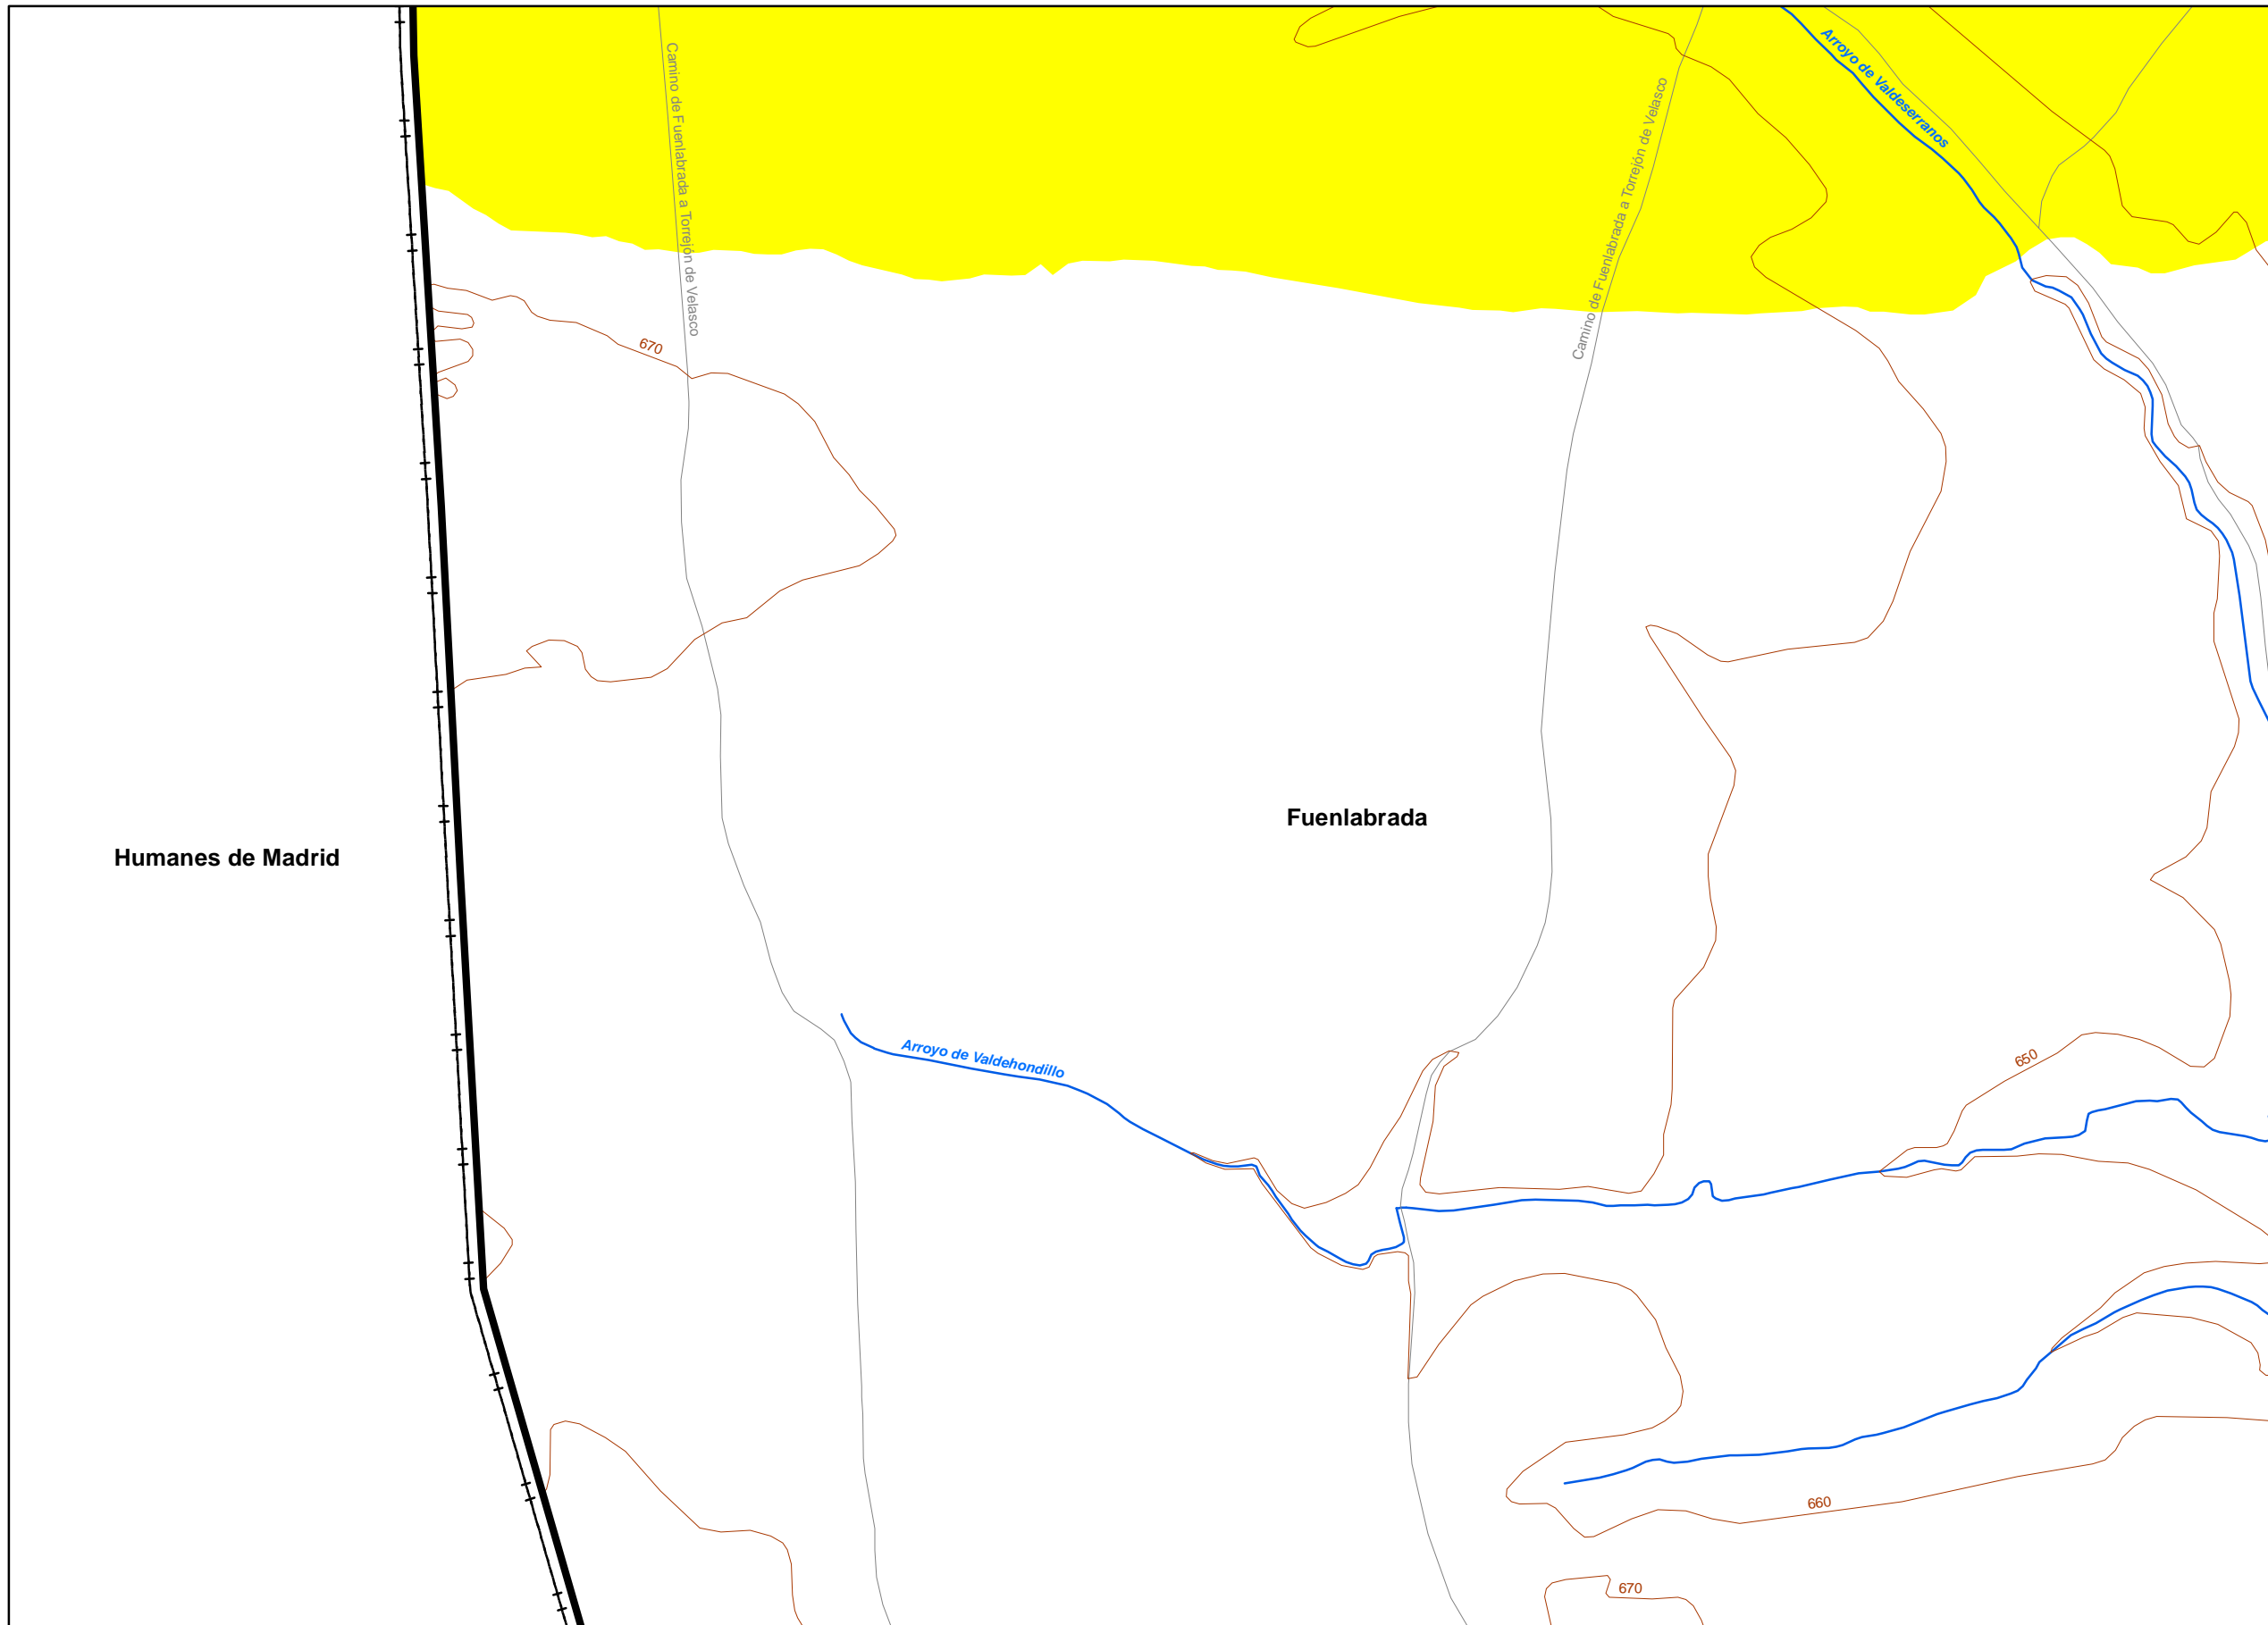 Arroyo de Valdeserranos
Camino de Fuenlabrada a Torrejón de Velasco
Camino de Fuenlabrada a Torrejón de Velasco
670
Fuenlabrada
Humanes de Madrid
Arroyo de Valdehondillo
650
660
670